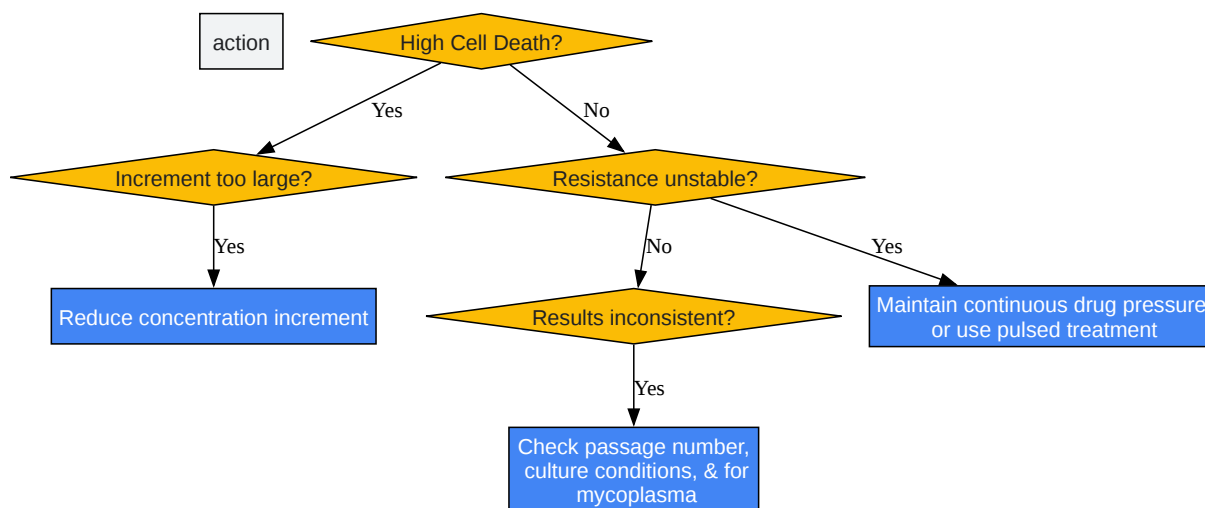 action
High Cell Death?
Yes
No
Increment too large?
Resistance unstable?
Yes
No
Yes
Reduce concentration increment
Results inconsistent?
Maintain continuous drug pressure
or use pulsed treatment
Yes
Check passage number,
culture conditions, & for
mycoplasma